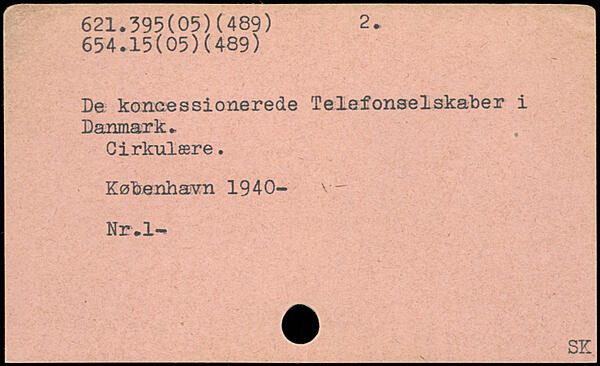 621.395(05)(489) 2.
654.15(05)(489)
De koncessionerede Telefonselskaber i
Danmark.
Cirkulære.
København 1940-
Nr.1-
SK